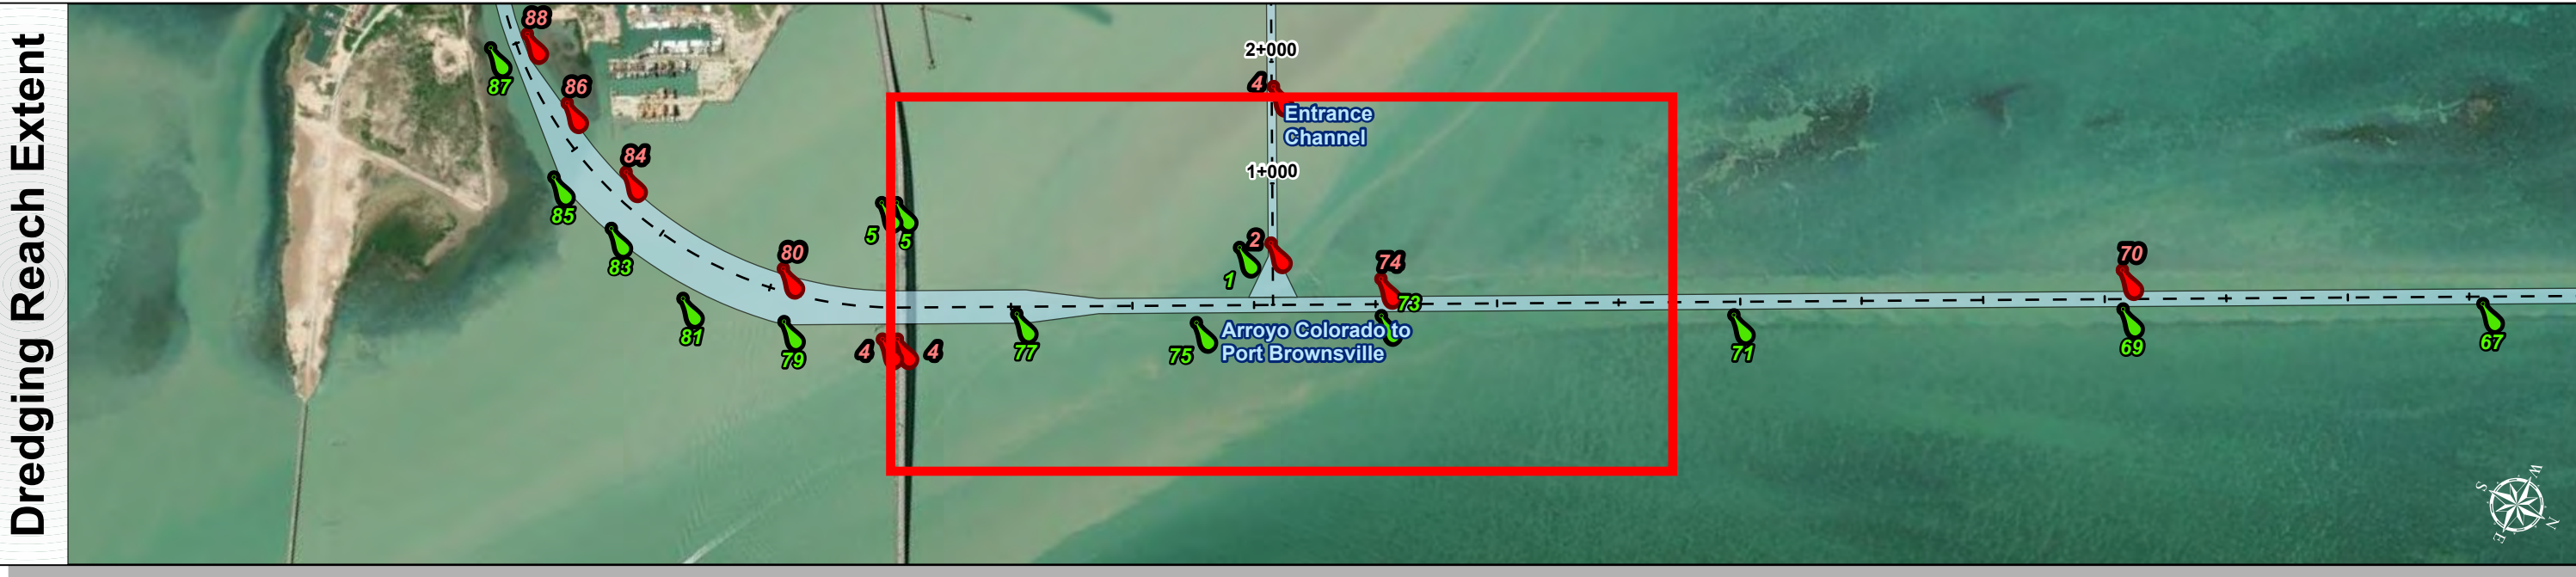 Dredging Reach Extent
88
87
86
85
84
83
81
80
79
5
5
4
4
77
2+000
4
Entrance
Channel
1+000
2
1
74
73
75
Arroyo Colorado to
Port Brownsville
71
70
69
67
W
S
N
E